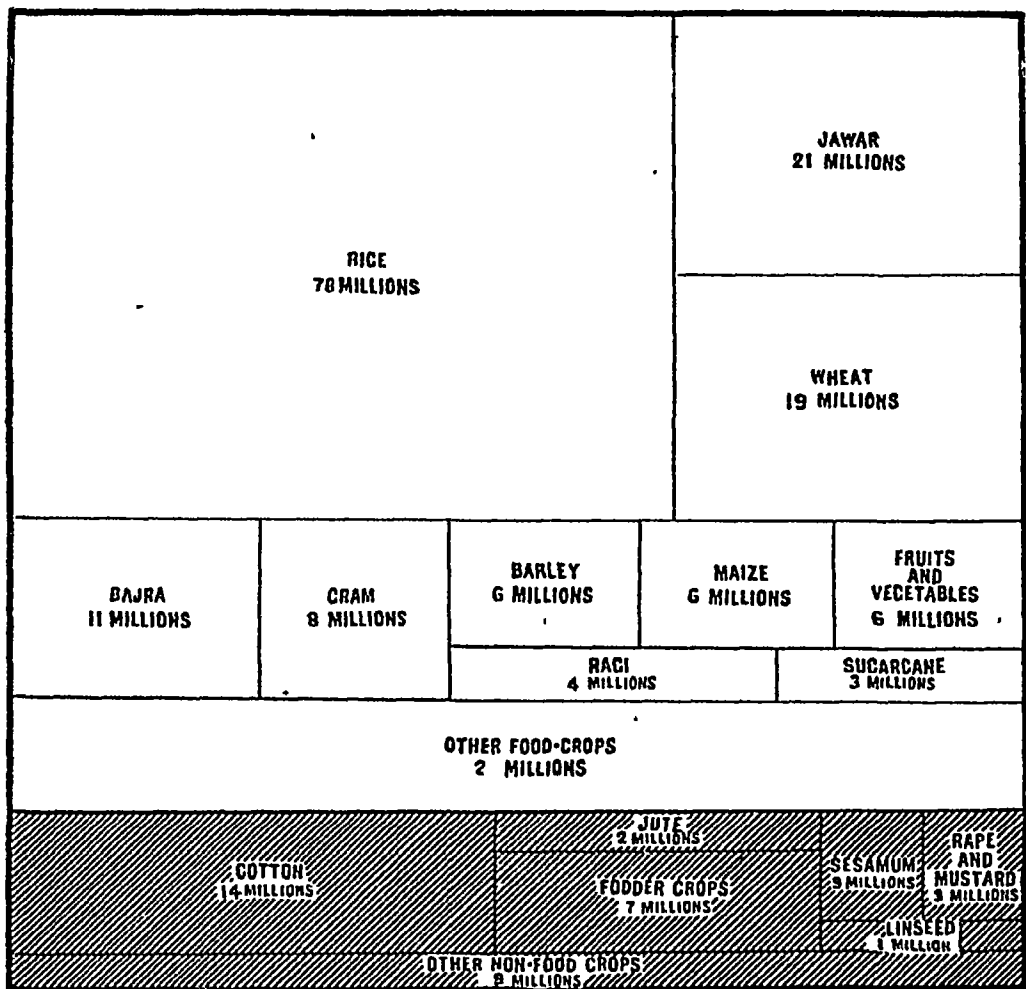 RICE
78 MILLIONS
JAWAR
21 MILLIONS
WHEAT
19 MILLIONS
BAJRA
11 MILLIONS
GRAM
8 MILLIONS
BARLEY
6 MILLIONS
MAIZE
6 MILLIONS
FRUITS
AND
VEGETABLES
6 MILLIONS
RAGI
4 MILLIONS
SUGARCANE
3 MILLIONS
OTHER FOOD-CROPS
2 MILLIONS
COTTON
14 MILLIONS
JUTE
2 MILLIONS
FODDER CROPS
7 MILLIONS
SESAMUM
3 MILLIONS
RAPE
AND
MUSTARD
3 MILLIONS
LINSEED
1 MILLION
OTHER NON-FOOD CROPS
MILLIONS